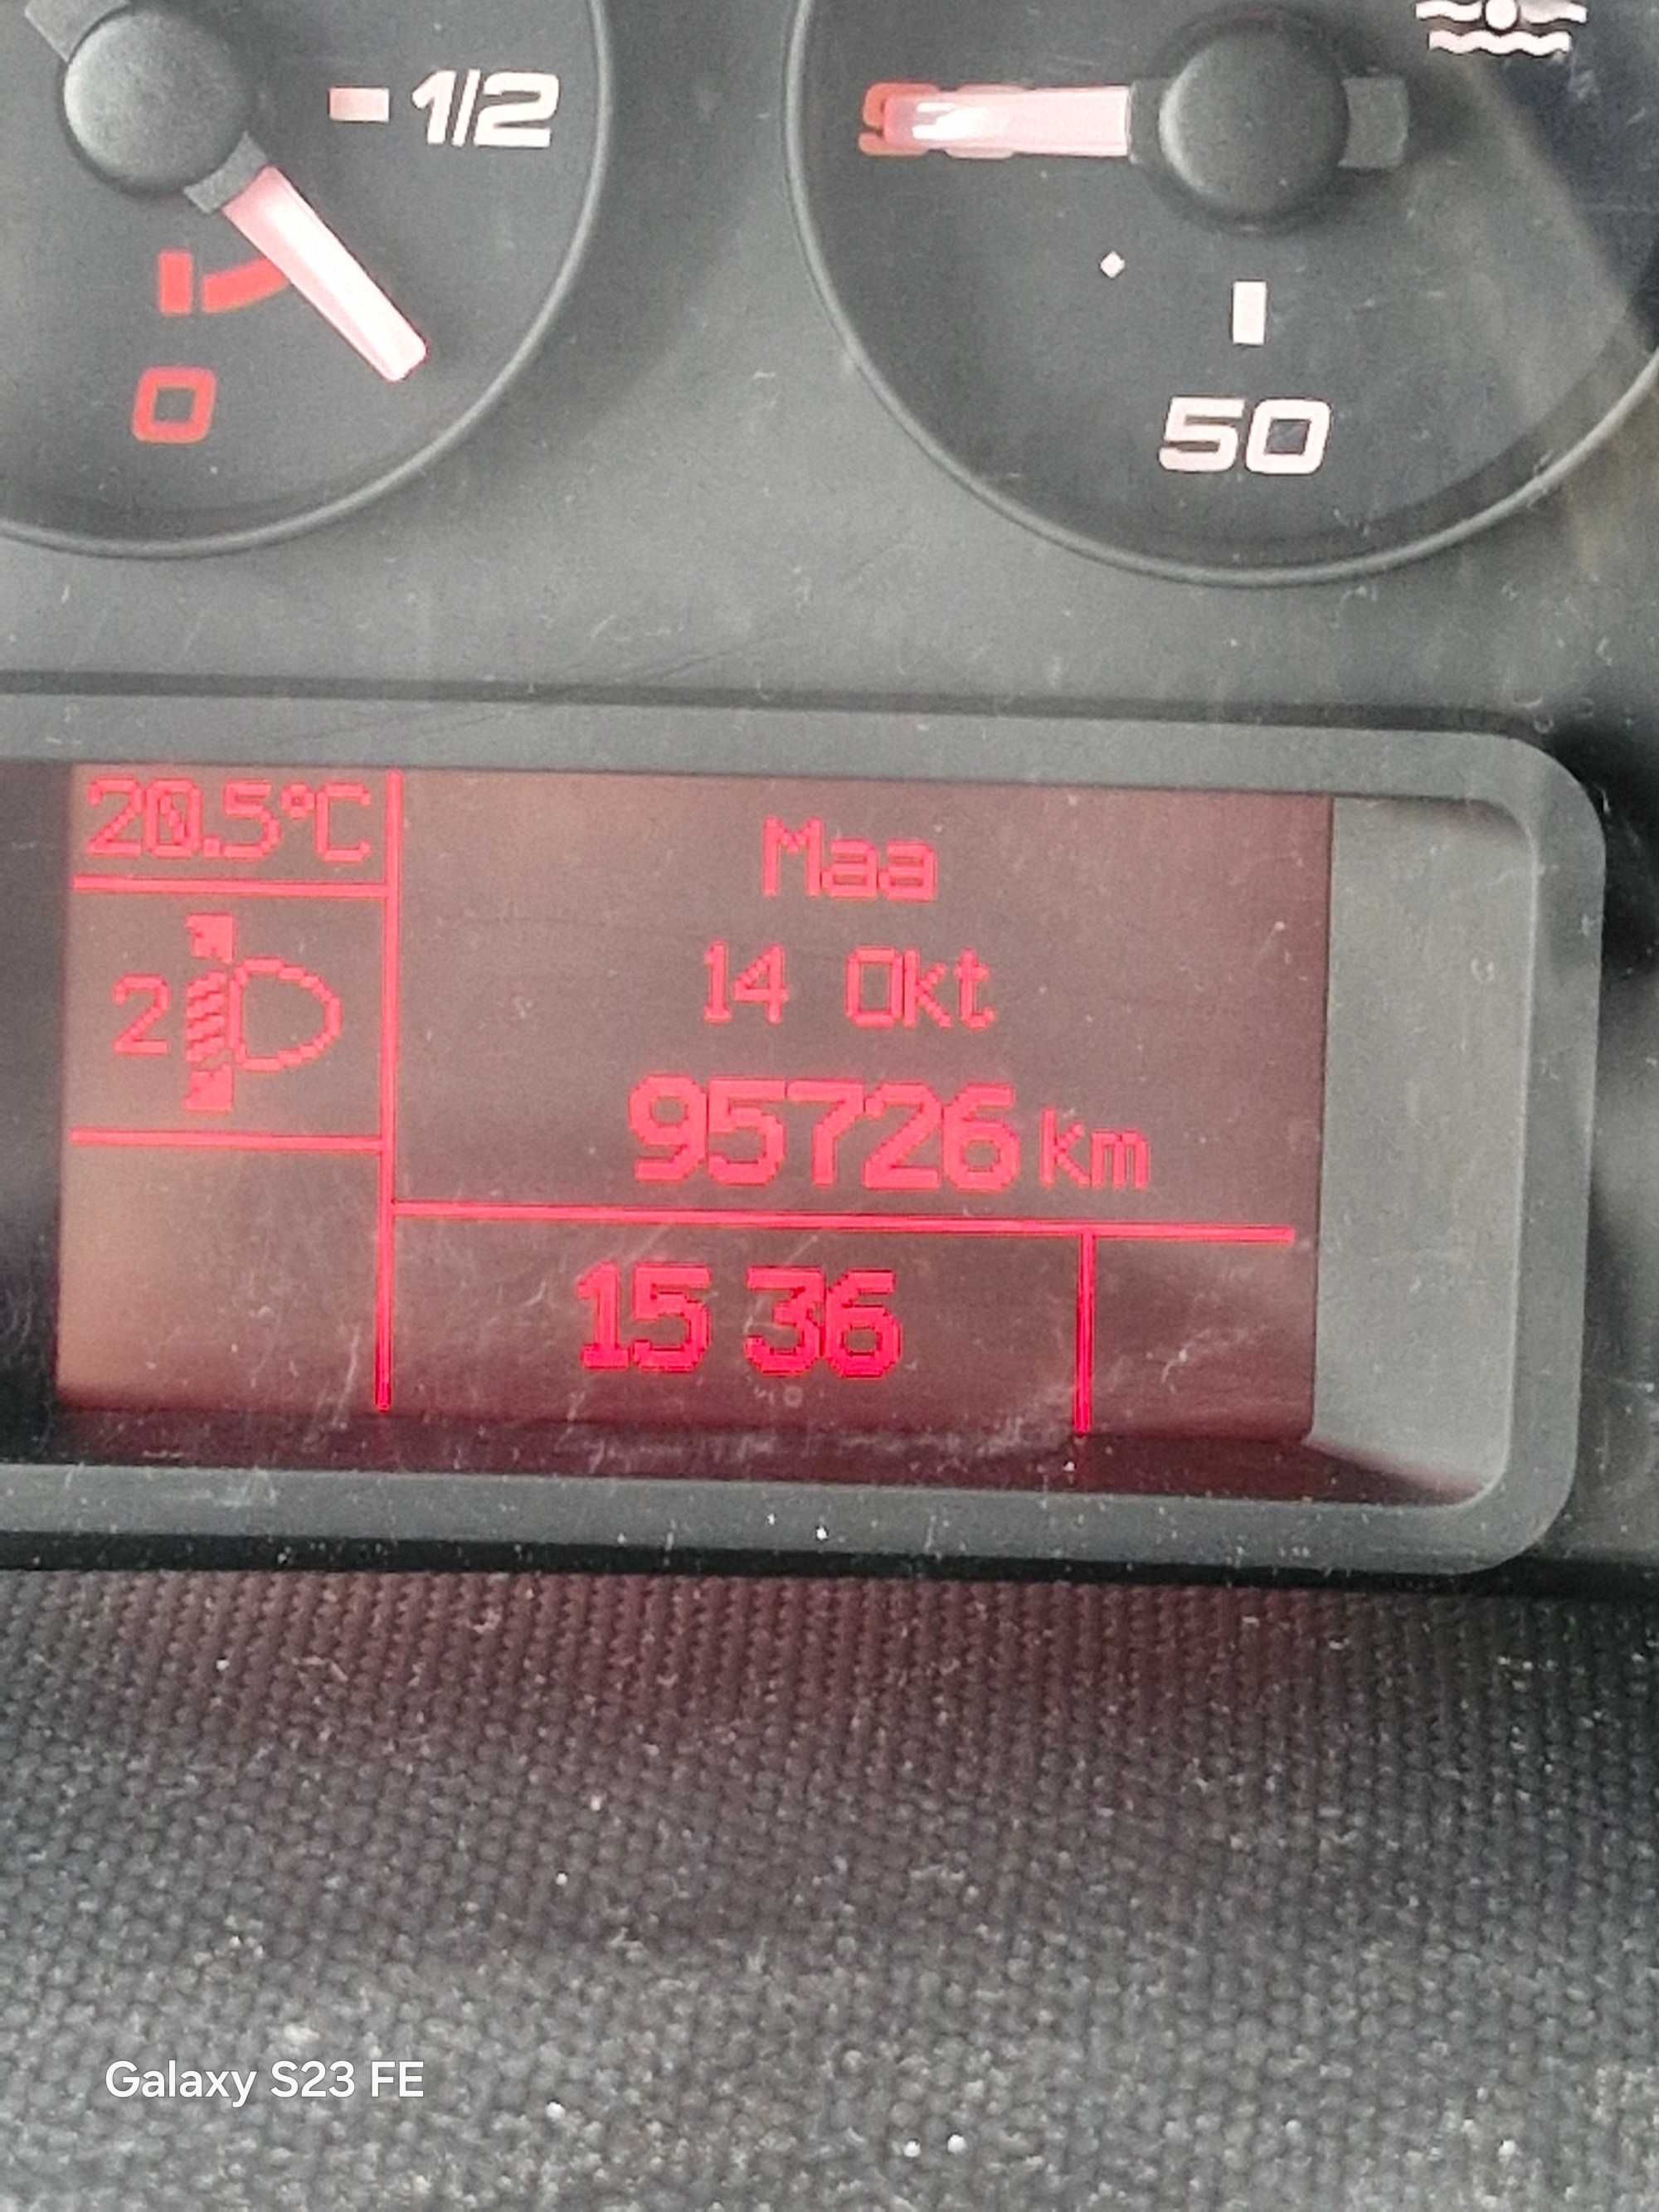 1/2
0
50
20.5°C
Maa
14 Okt
2
95726 km
15 36
Galaxy S23 FE